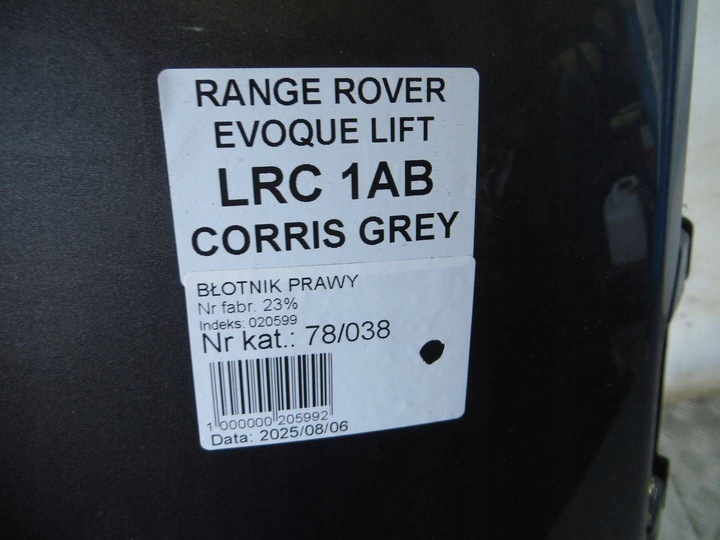 RANGE ROVER
EVOQUE LIFT
LRC 1AB
CORRIS GREY
BŁOTNIK PRAWY
Nr fabr. 23%
Indeks: 020599
Nr kat.: 78/038
1 000000 205992
Data: 2025/08/06